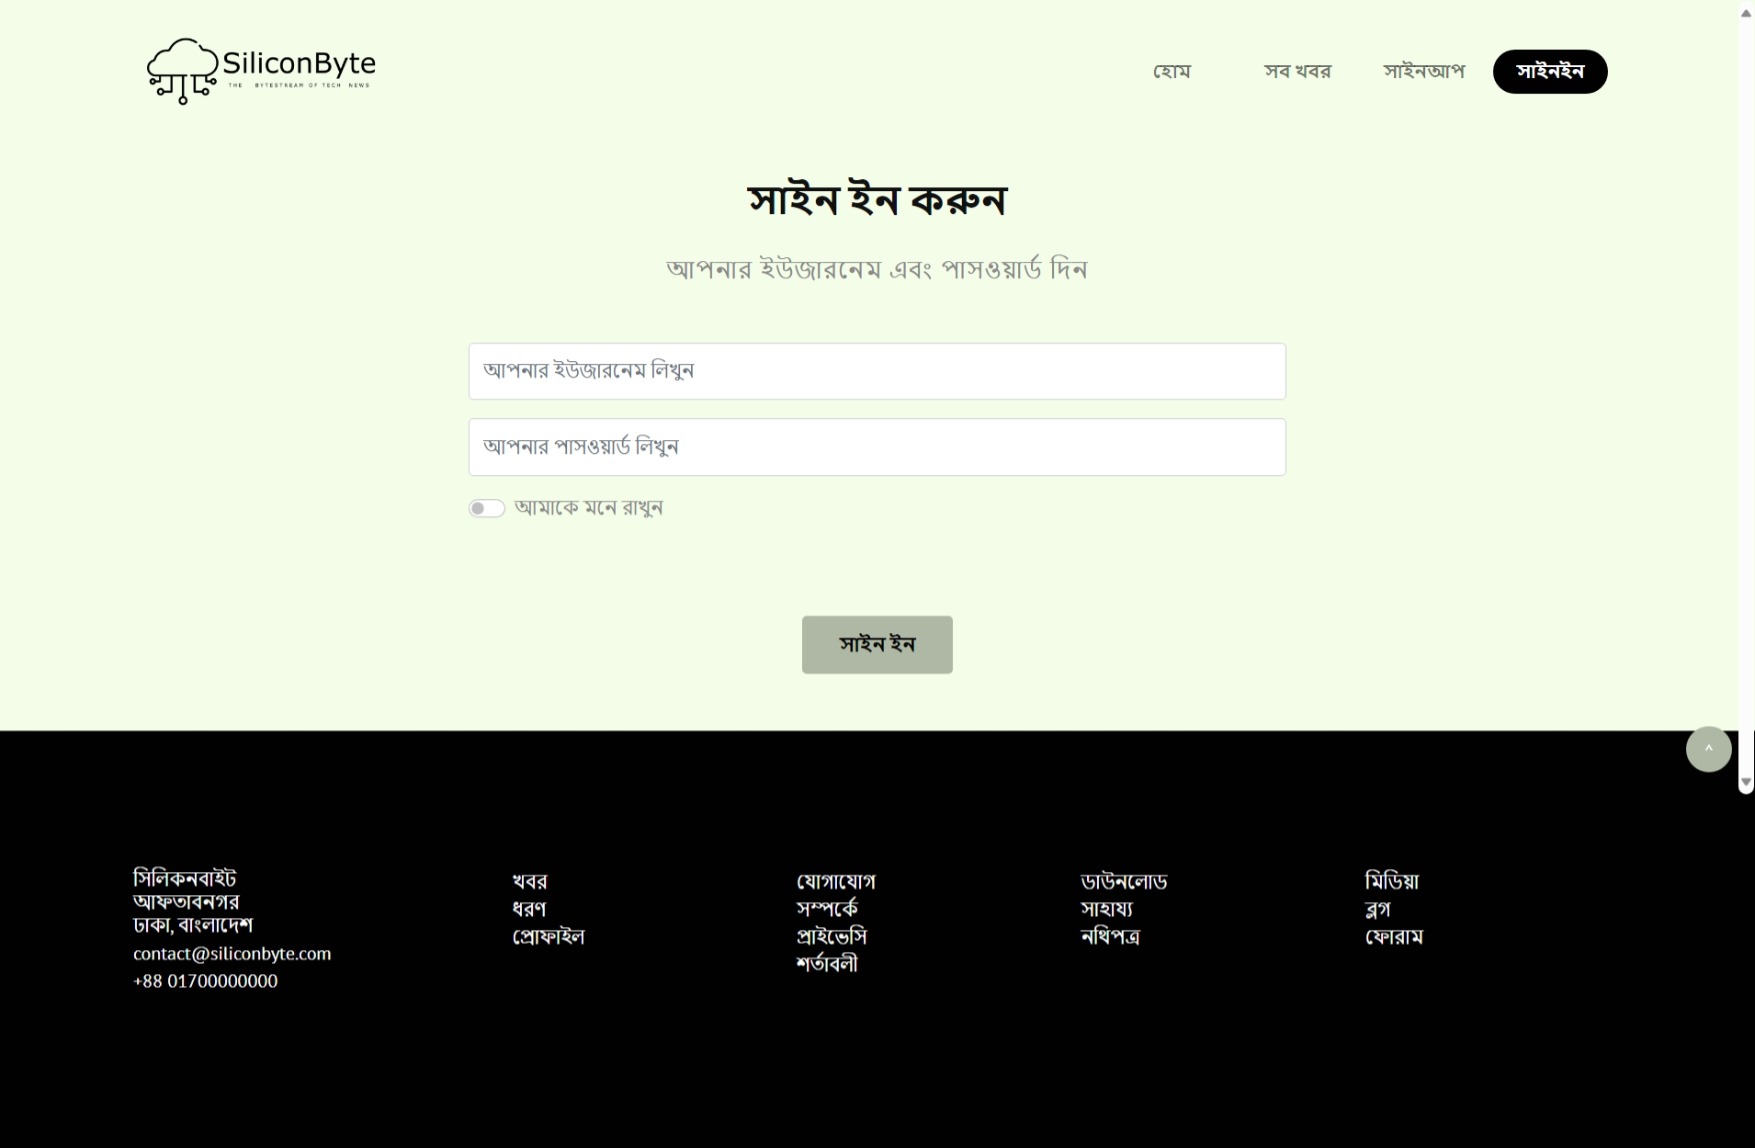 SiliconByte
THE BYTESTREAM OF TECH NEWS
হোম
সব খবর
সাইনআপ
সাইনইন
সাইন ইন করুন
আপনার ইউজারনেম এবং পাসওয়ার্ড দিন
আপনার ইউজারনেম লিখুন
আপনার পাসওয়ার্ড লিখুন
আমাকে মনে রাখুন
সাইন ইন
^
সিলিকনবাইট
আফতাবনগর
ঢাকা, বাংলাদেশ
contact@siliconbyte.com
+88 01700000000
খবর
ধরণ
প্রোফাইল
যোগাযোগ
সম্পর্কে
প্রাইভেসি
শর্তাবলী
ডাউনলোড
সাহায্য
নথিপত্র
মিডিয়া
ব্লগ
ফোরাম